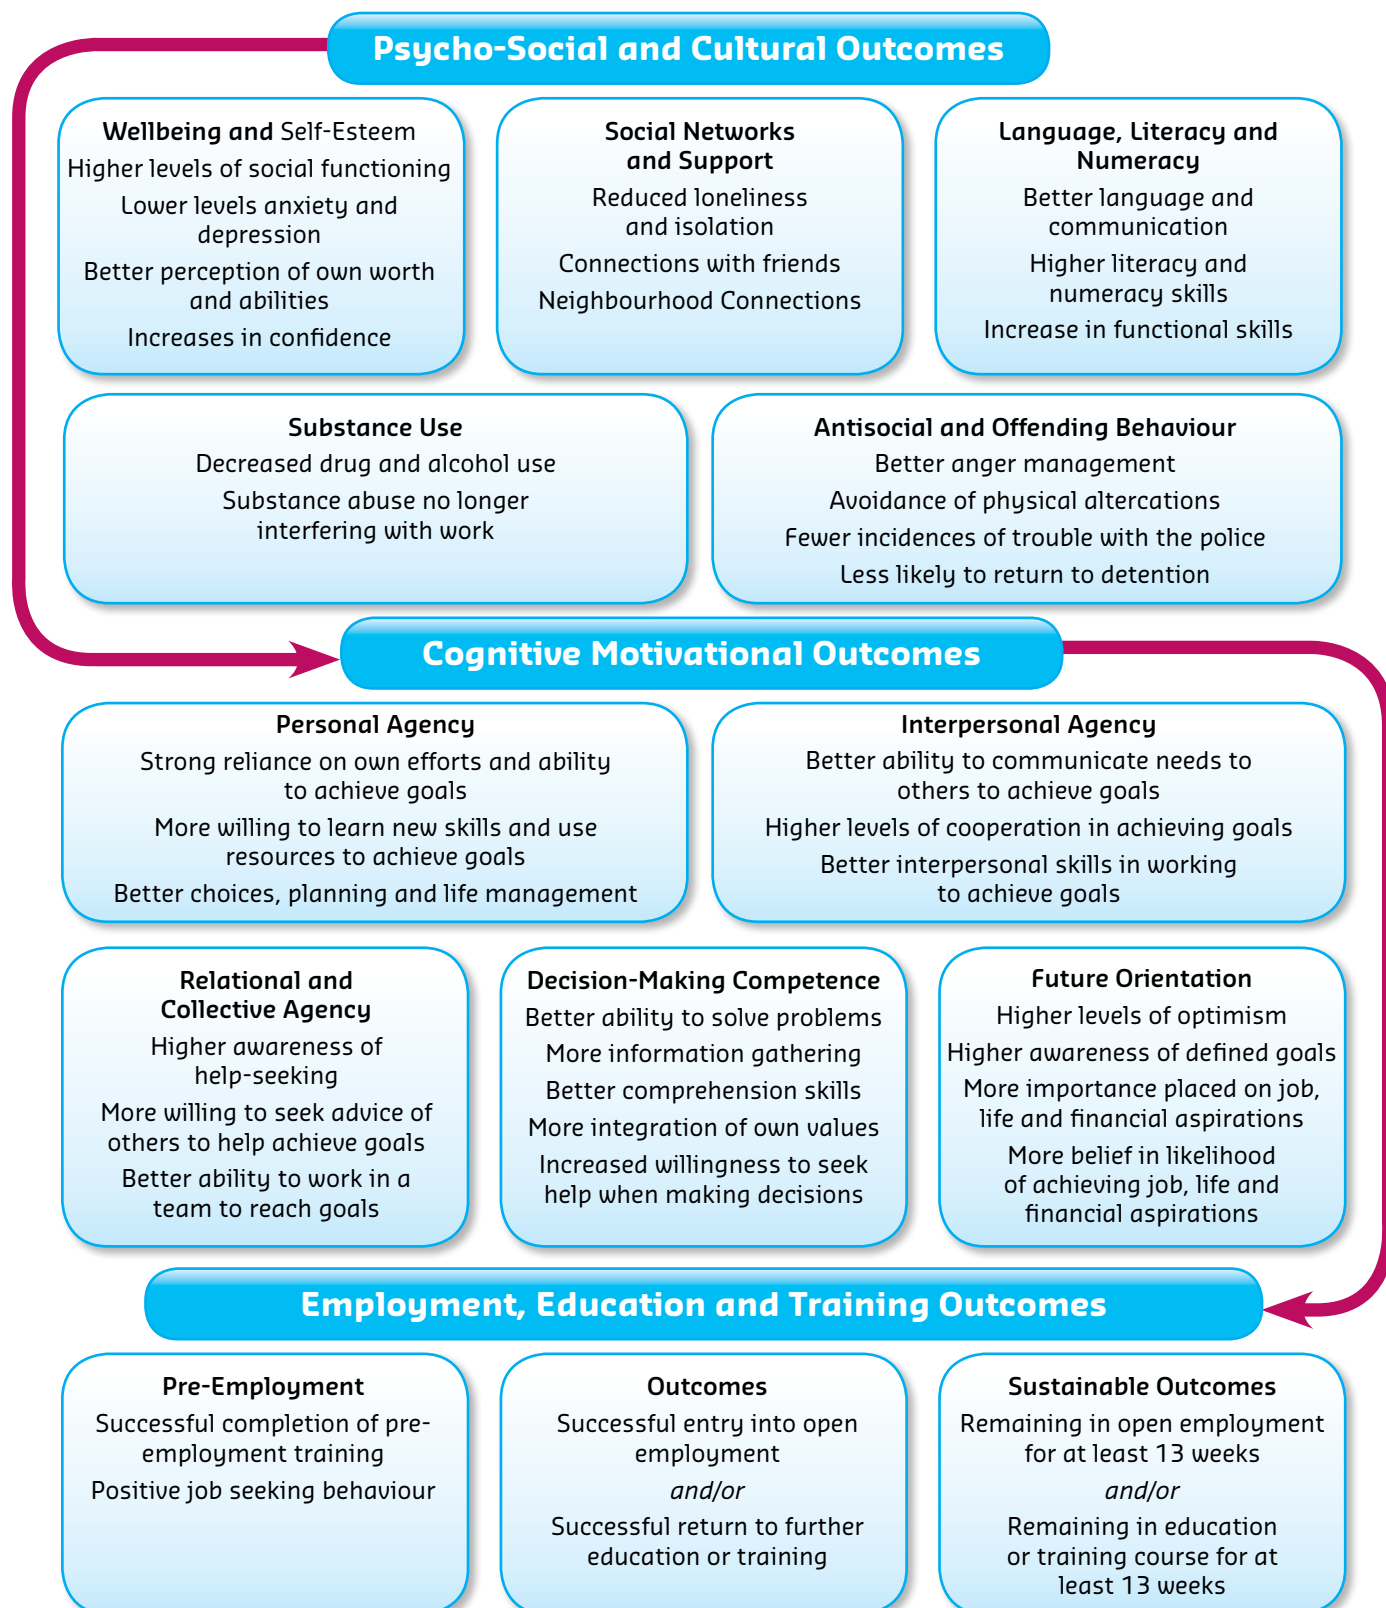 Psycho-Social and Cultural Outcomes
Wellbeing and Self-Esteem
Higher levels of social functioning
Lower levels anxiety and
depression
Better perception of own worth
and abilities
Increases in confidence
Social Networks
and Support
Reduced loneliness
and isolation
Connections with friends
Neighbourhood Connections
Language, Literacy and
Numeracy
Better language and
communication
Higher literacy and
numeracy skills
Increase in functional skills
Substance Use
Decreased drug and alcohol use
Substance abuse no longer
interfering with work
Antisocial and Offending Behaviour
Better anger management
Avoidance of physical altercations
Fewer incidences of trouble with the police
Less likely to return to detention
Cognitive Motivational Outcomes
Personal Agency
Strong reliance on own efforts and ability
to achieve goals
More willing to learn new skills and use
resources to achieve goals
Better choices, planning and life management
Interpersonal Agency
Better ability to communicate needs to
others to achieve goals
Higher levels of cooperation in achieving goals
Better interpersonal skills in working
to achieve goals
Relational and
Collective Agency
Higher awareness of
help-seeking
More willing to seek advice of
others to help achieve goals
Better ability to work in a
team to reach goals
Decision-Making Competence
Better ability to solve problems
More information gathering
Better comprehension skills
More integration of own values
Increased willingness to seek
help when making decisions
Future Orientation
Higher levels of optimism
Higher awareness of defined goals
More importance placed on job,
life and financial aspirations
More belief in likelihood
of achieving job, life and
financial aspirations
Employment, Education and Training Outcomes
Pre-Employment
Successful completion of pre-
employment training
Positive job seeking behaviour
Outcomes
Successful entry into open
employment
and/or
Successful return to further
education or training
Sustainable Outcomes
Remaining in open employment
for at least 13 weeks
and/or
Remaining in education
or training course for at
least 13 weeks